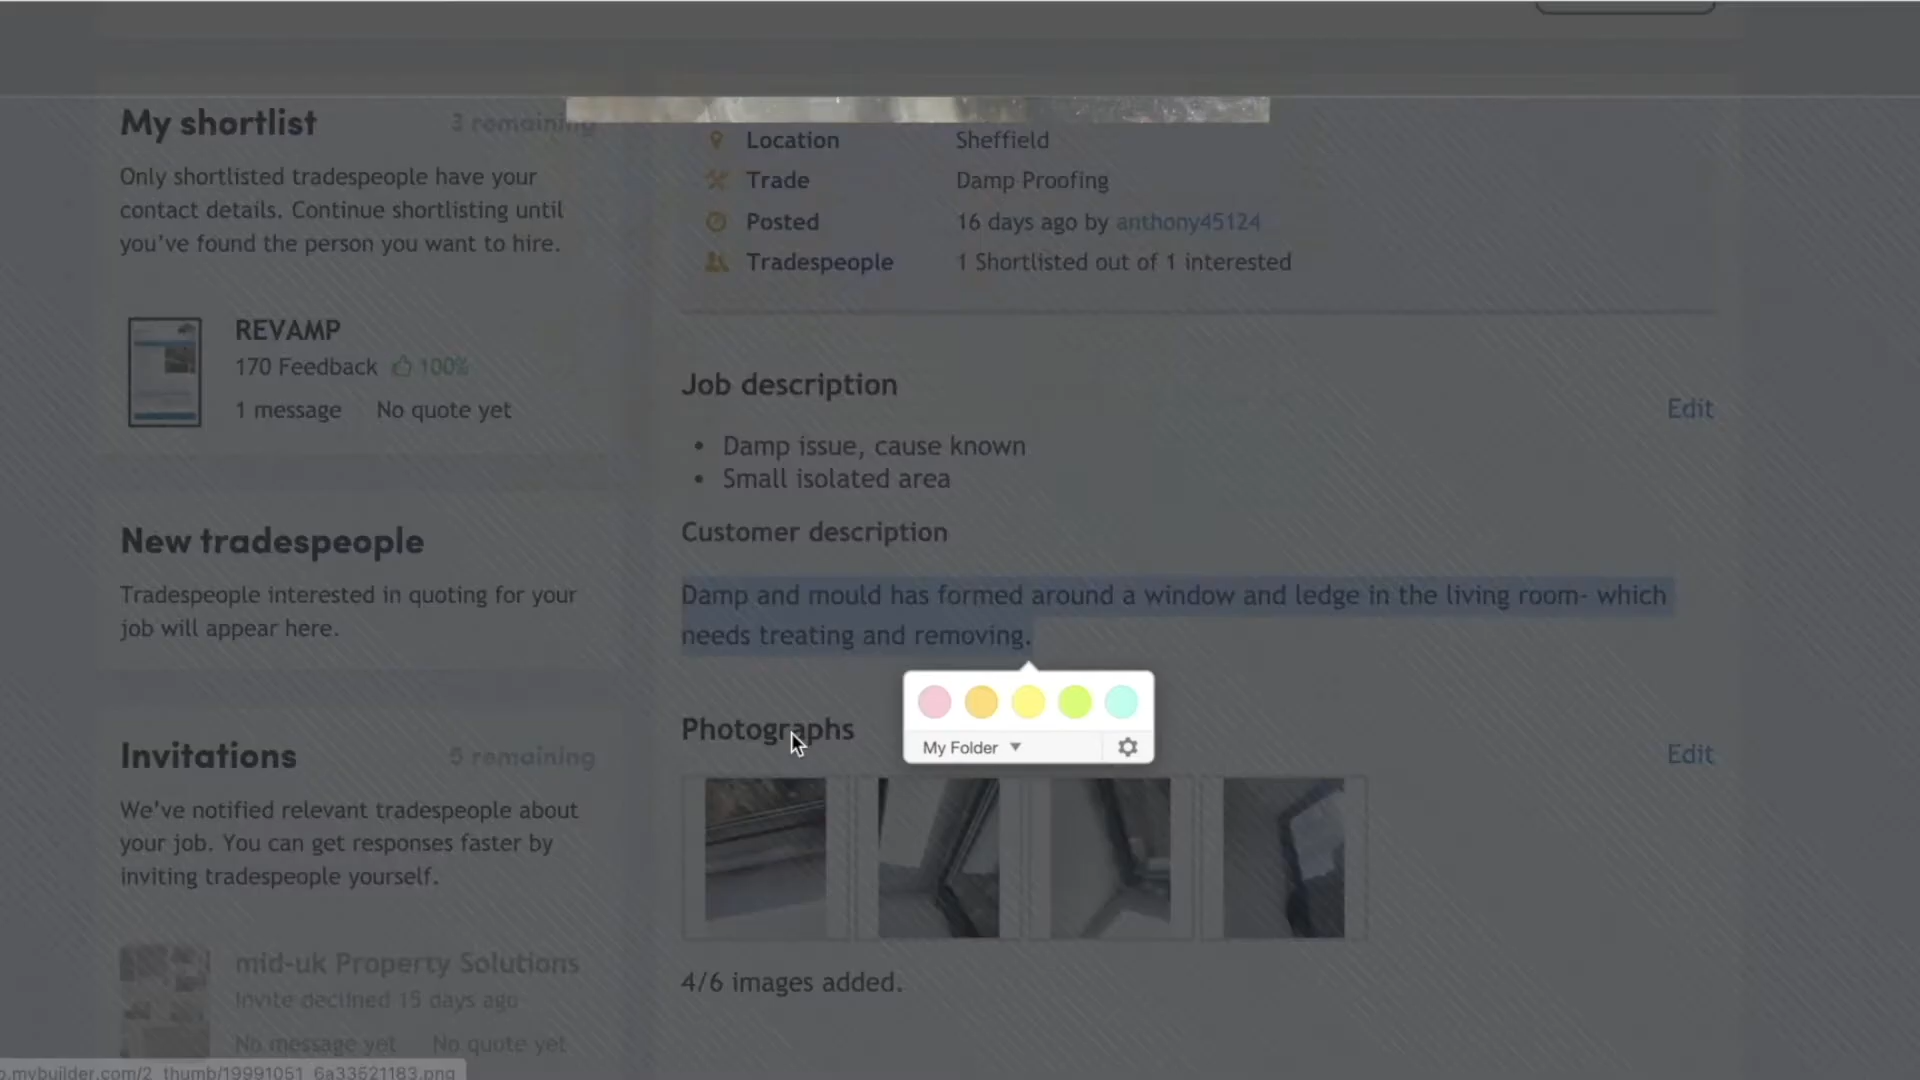 My shortlist
3 remaining
Only shortlisted tradespeople have your
contact details. Continue shortlisting until
you've found the person you want to hire.
REVAMP
170 Feedback 100%
1 message No quote yet
New tradespeople
Tradespeople interested in quoting for your
job will appear here.
Invitations
5 remaining
We've notified relevant tradespeople about
your job. You can get responses faster by
inviting tradespeople yourself.
mid-uk Property Solutions
Invite declined 15 days ago
No message yet No quote yet
Location Sheffield
Trade Damp Proofing
Posted 16 days ago by anthony45124
Tradespeople 1 Shortlisted out of 1 interested
Job description
Edit
• Damp issue, cause known
• Small isolated area
Customer description
Damp and mould has formed around a window and ledge in the living room- which
needs treating and removing.
My Folder
Photographs
Edit
4/6 images added.
o.mybuilder.com/2_thumb/19991051_6a33521183.png